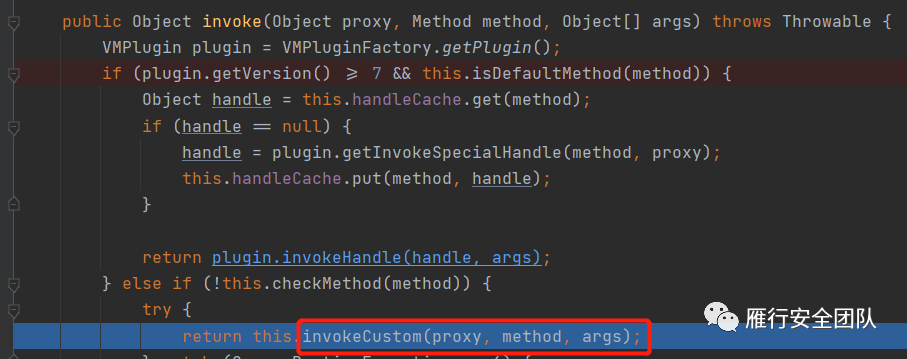 public Object invoke(Object proxy, Method method, Object[] args) throws Throwable {
VMPlugin plugin = VMPluginFactory.getPlugin();
if (plugin.getVersion() >= 7 && this.isDefaultMethod(method)) {
Object handle = this.handleCache.get(method);
if (handle == null) {
handle = plugin.getInvokeSpecialHandle(method, proxy);
this.handleCache.put(method, handle);
}
return plugin.invokeHandle(handle, args);
} else if (!this.checkMethod(method)) {
try {
return this.invokeCustom(proxy, method, args);
雁行安全团队